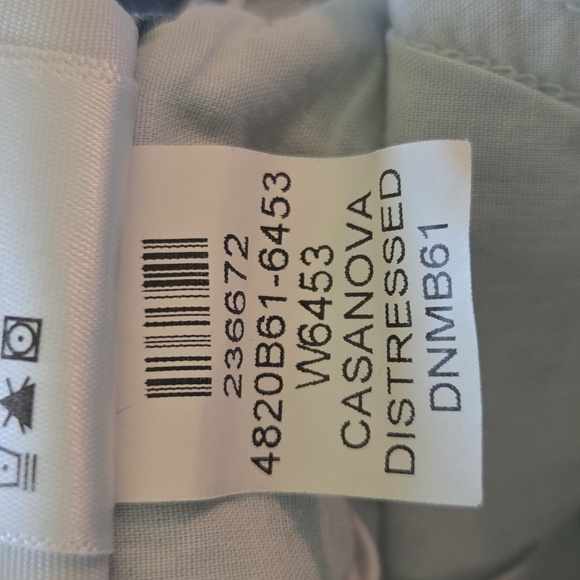 236672
4820B61-6453
W6453
CASANOVA
DISTRESSED
DNMB61